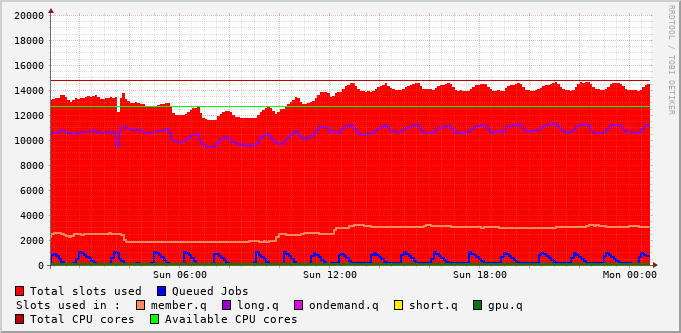 20000
18000
16000
14000
12000
10000
8000
6000
4000
2000
0
Sun 06:00 Sun 12:00 Sun 18:00 Mon 00:00
Total slots used Queued Jobs
Slots used in : member.q long.q ondemand.q short.q gpu.q
Total CPU cores Available CPU cores
RRDTOOL / TOBI OETIKER